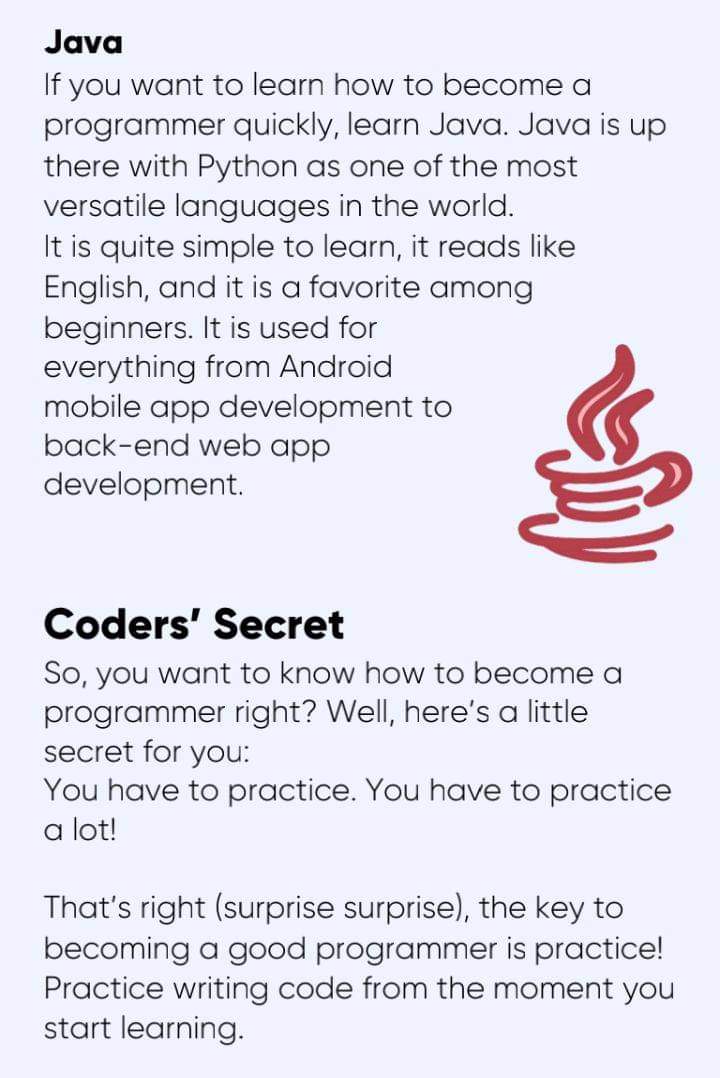 Java
If you want to learn how to become a
programmer quickly, learn Java. Java is up
there with Python as one of the most
versatile languages in the world.
It is quite simple to learn, it reads like
English, and it is a favorite among
beginners. It is used for
everything from Android
mobile app development to
back-end web app
development.
Coders’ Secret
So, you want to know how to become a
programmer right? Well, here’s a little
secret for you:
You have to practice. You have to practice
a lot!
That’s right (surprise surprise), the key to
becoming a good programmer is practice!
Practice writing code from the moment you
start learning.